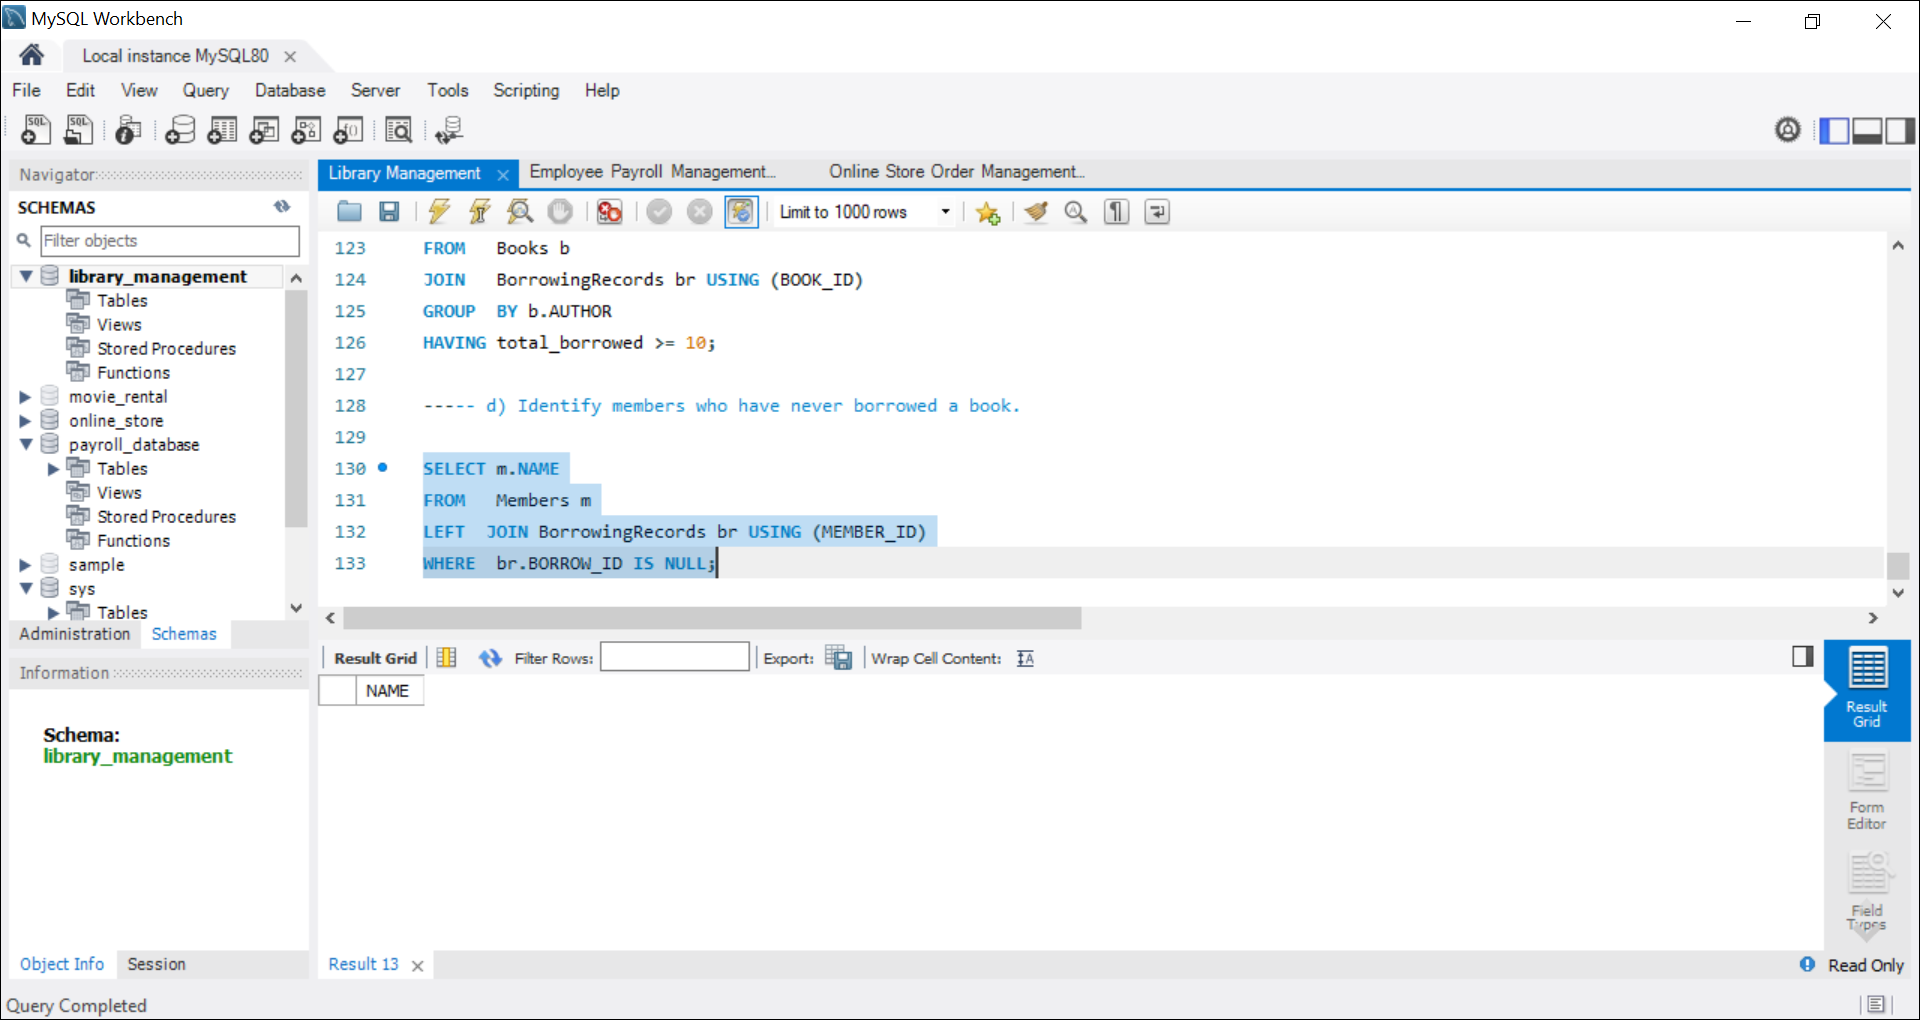 MySQL Workbench
Local instance MySQL80
File Edit View Query Database Server Tools Scripting Help
Navigator
SCHEMAS
Filter objects
library_management
Tables
Views
Stored Procedures
Functions
movie_rental
online_store
payroll_database
Tables
Views
Stored Procedures
Functions
sample
sys
Tables
Administration Schemas
Information
Schema:
library_management
Object Info Session
Library Management Employee Payroll Management... Online Store Order Management...
Limit to 1000 rows
123 FROM Books b
124 JOIN BorrowingRecords br USING (BOOK_ID)
125 GROUP BY b.AUTHOR
126 HAVING total_borrowed >= 10;
127
128 ----- d) Identify members who have never borrowed a book.
129
130 SELECT m.NAME
131 FROM Members m
132 LEFT JOIN BorrowingRecords br USING (MEMBER_ID)
133 WHERE br.BORROW_ID IS NULL;
Result Grid Filter Rows: Export: Wrap Cell Content:
NAME
Result
Grid
Form
Editor
Field
Types
Result 13
Read Only
Query Completed